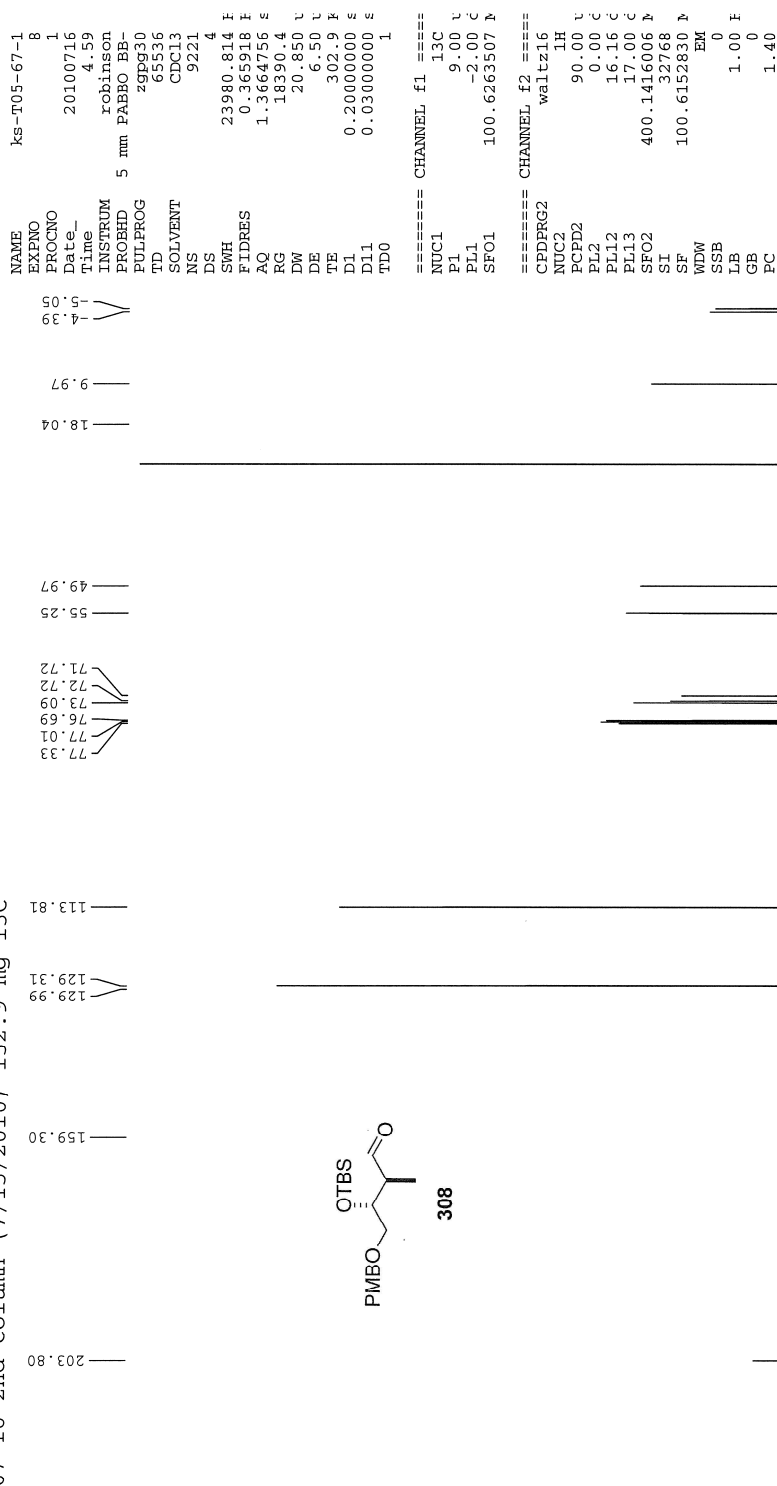 NAME ks-T05-67-1
EXPNO 8
PROCNO 1
Date_ 20100716
Time 4.59
INSTRUM robinson
PROBHD 5 mm PABBO BB-
PULPROG zgpg30
TD 65536
SOLVENT CDCl3
NS 9221
DS 4
SWH 23980.814
FIDRES 0.365918
AQ 1.3664756
RG 18390.4
DW 20.850
DE 6.50
TE 302.9
D1 0.20000000
D11 0.03000000
TD0 1
======== CHANNEL f1 =====
NUC1 13C
P1 9.00
PL1 -2.00
SFO1 100.6263507
======== CHANNEL f2 =====
CPDPRG2 waltz16
NUC2 1H
PCPD2 90.00
PL2 0.00
PL12 16.16
PL13 17.00
SFO2 400.1416006
SI 32768
SF 100.6152830
WDW EM
SSB 0
LB 1.00
GB 0
PC 1.40
-5.05
-4.39
9.97
18.04
49.97
55.25
71.72
72.72
73.09
76.69
77.01
77.33
113.81
129.31
129.99
159.30
203.80
OTBS
PMBO
O
308